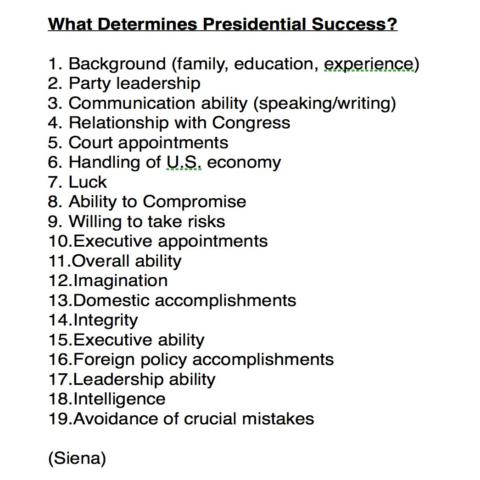 What Determines Presidential Success?
1. Background (family, education, experience)
2. Party leadership
3. Communication ability (speaking/writing)
4. Relationship with Congress
5. Court appointments
6. Handling of U.S. economy
7. Luck
8. Ability to Compromise
9. Willing to take risks
10.Executive appointments
11.Overall ability
12.Imagination
13.Domestic accomplishments
14.Integrity
15.Executive ability
16.Foreign policy accomplishments
17.Leadership ability
18.Intelligence
19.Avoidance of crucial mistakes
(Siena)